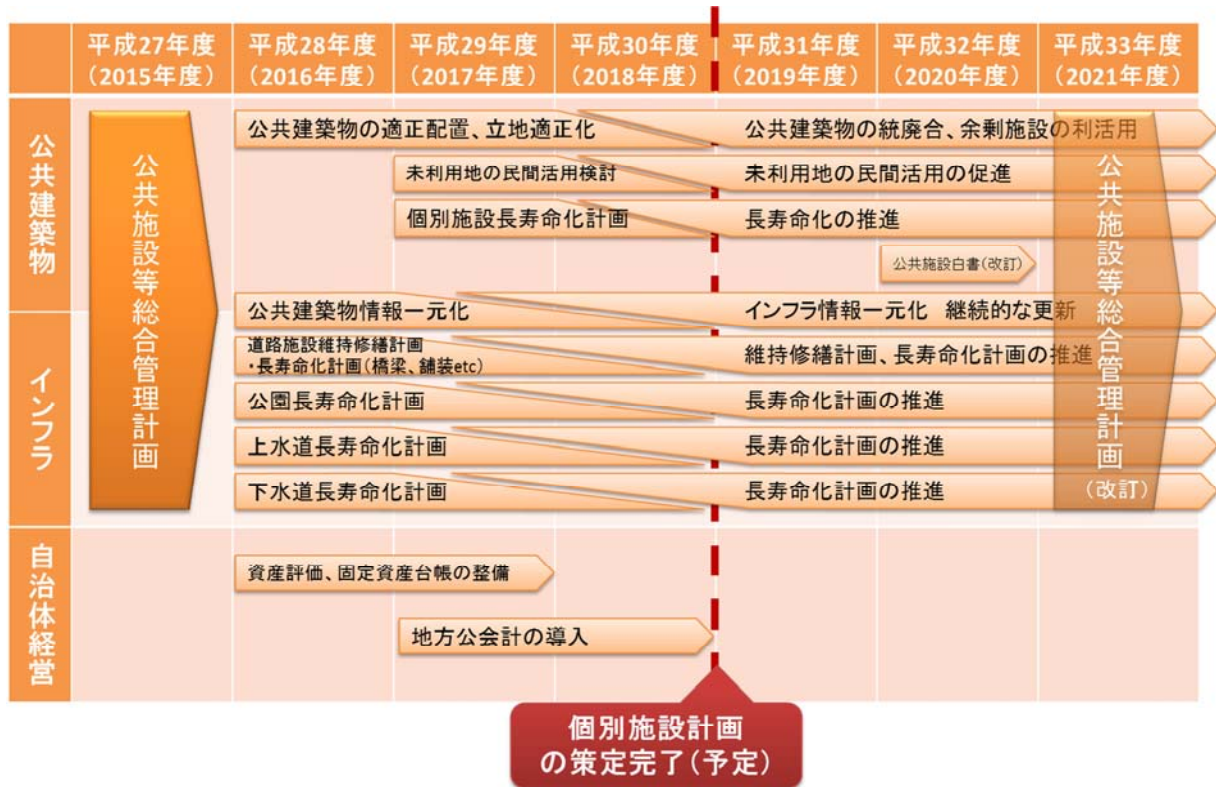 平成27年度
(2015年度)
平成28年度
(2016年度)
平成29年度
(2017年度)
平成30年度
(2018年度)
平成31年度
(2019年度)
平成32年度
(2020年度)
平成33年度
(2021年度)
公共建築物
公共施設等総合管理計画
公共建築物の適正配置、立地適正化
公共建築物の統廃合、余剰施設の利活用
未利用地の民間活用検討
未利用地の民間活用の促進
個別施設長寿命化計画
長寿命化の推進
公共施設白書(改訂)
公共建築物情報一元化
インフラ情報一元化 継続的な更新
インフラ
道路施設維持修繕計画
・長寿命化計画(橋梁、舗装etc)
維持修繕計画、長寿命化計画の推進
公園長寿命化計画
長寿命化計画の推進
上水道長寿命化計画
長寿命化計画の推進
下水道長寿命化計画
長寿命化計画の推進
公共施設等総合管理計画
(改訂)
自治体経営
資産評価、固定資産台帳の整備
地方公会計の導入
個別施設計画
の策定完了(予定)